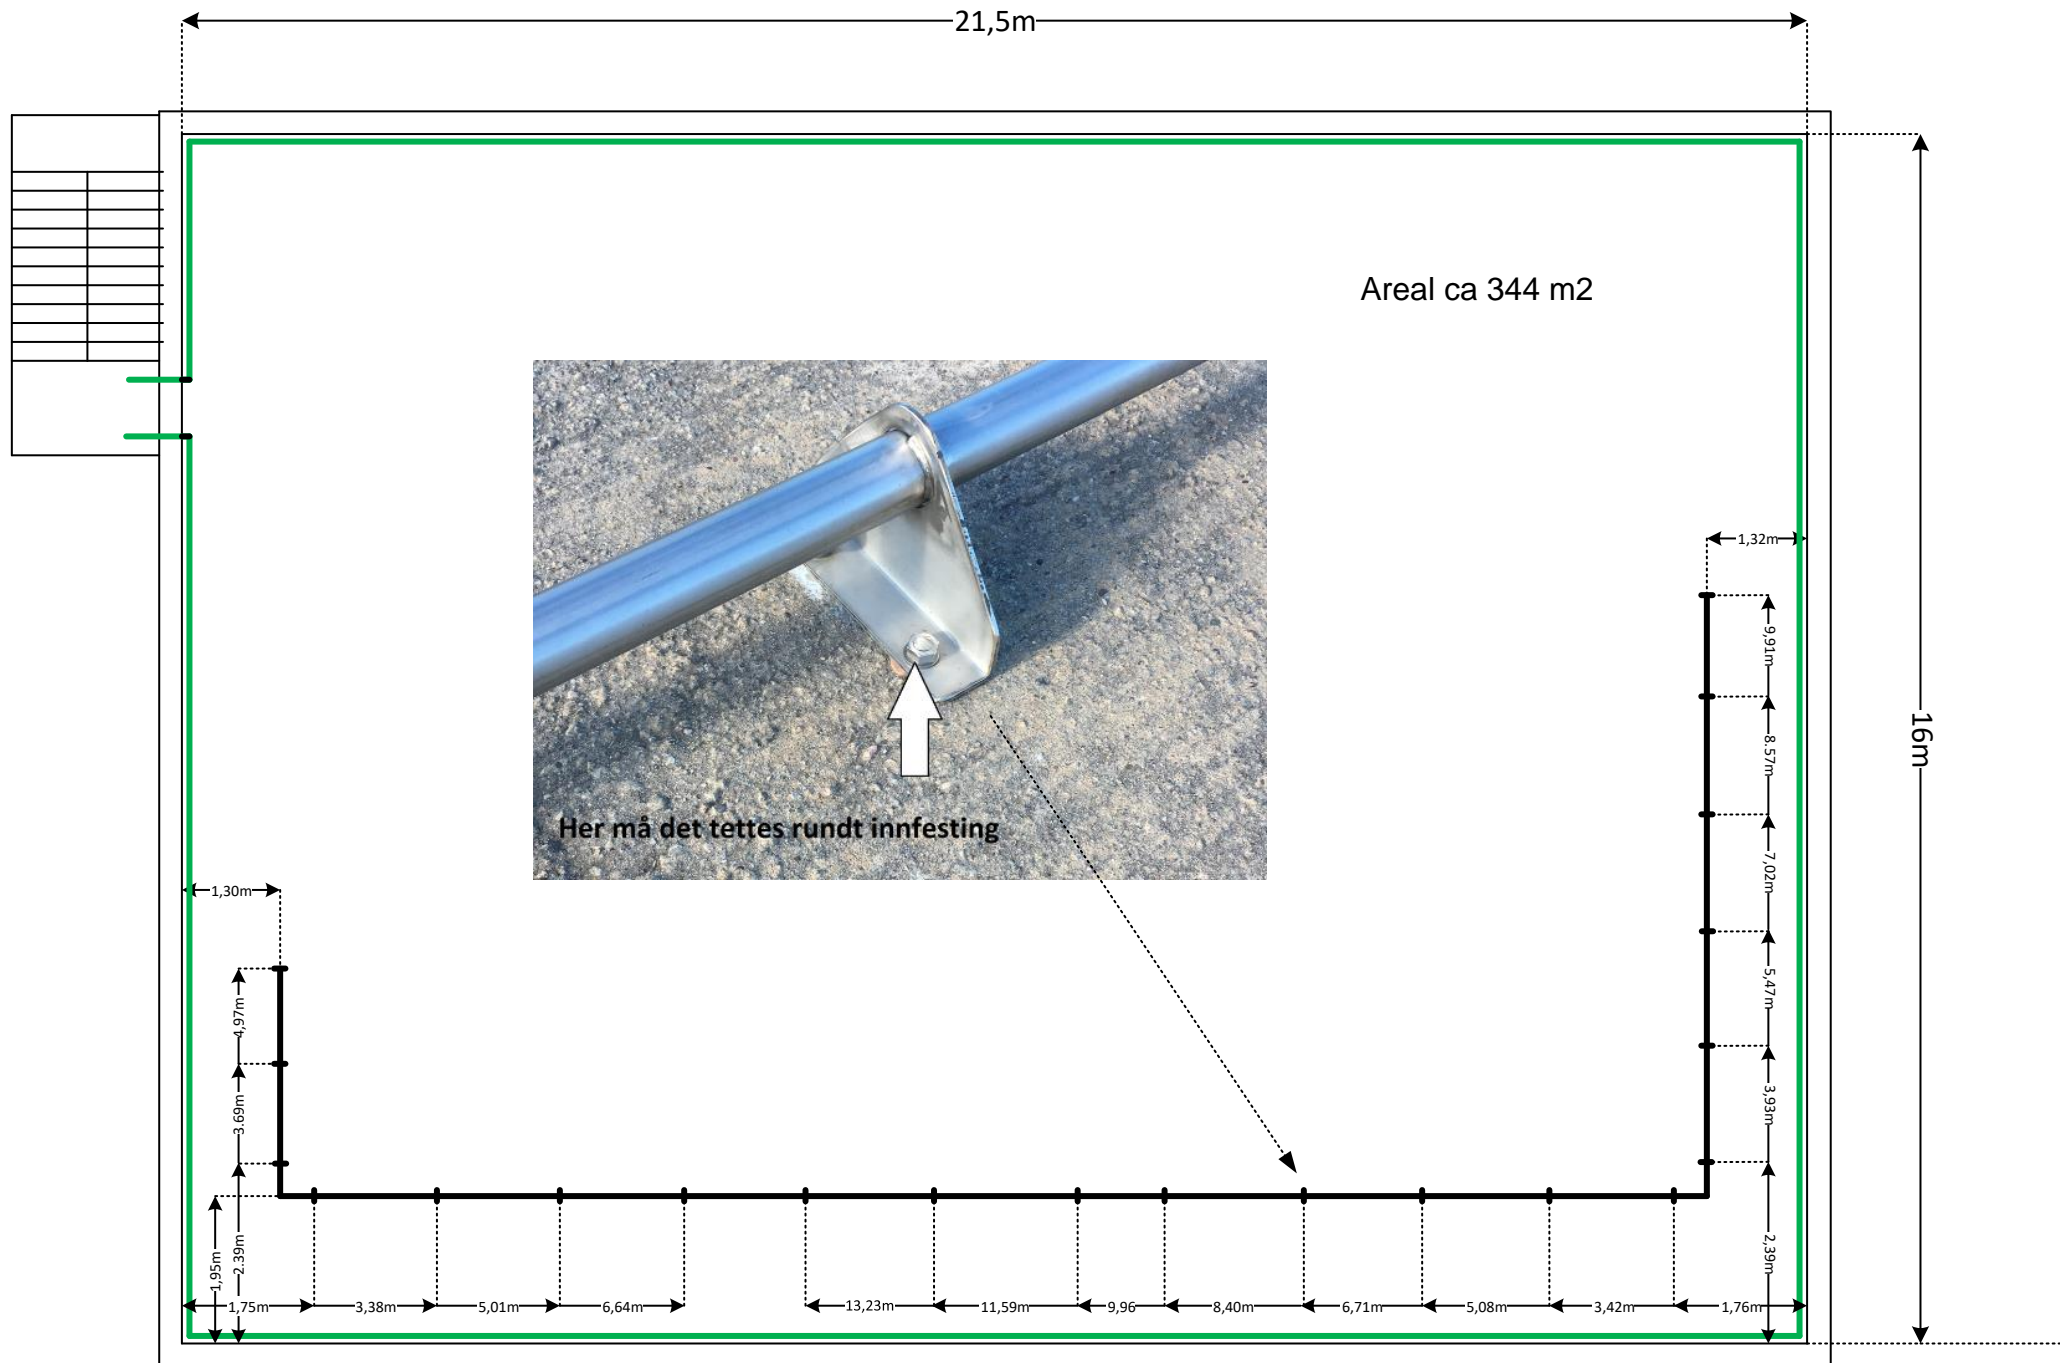 21,5m
Areal ca 344 m2
1,32m
9,91m
8.57m
16m
7,02m
Her må det tettes rundt innfesting
1,30m
5,47m
4,97m
3,93m
3.69m
2.39m
2,39m
1,95m
1,75m
3,38m
5,01m
6,64m
13,23m
11,59m
9,96
8,40m
6,71m
5,08m
3,42m
1,76m